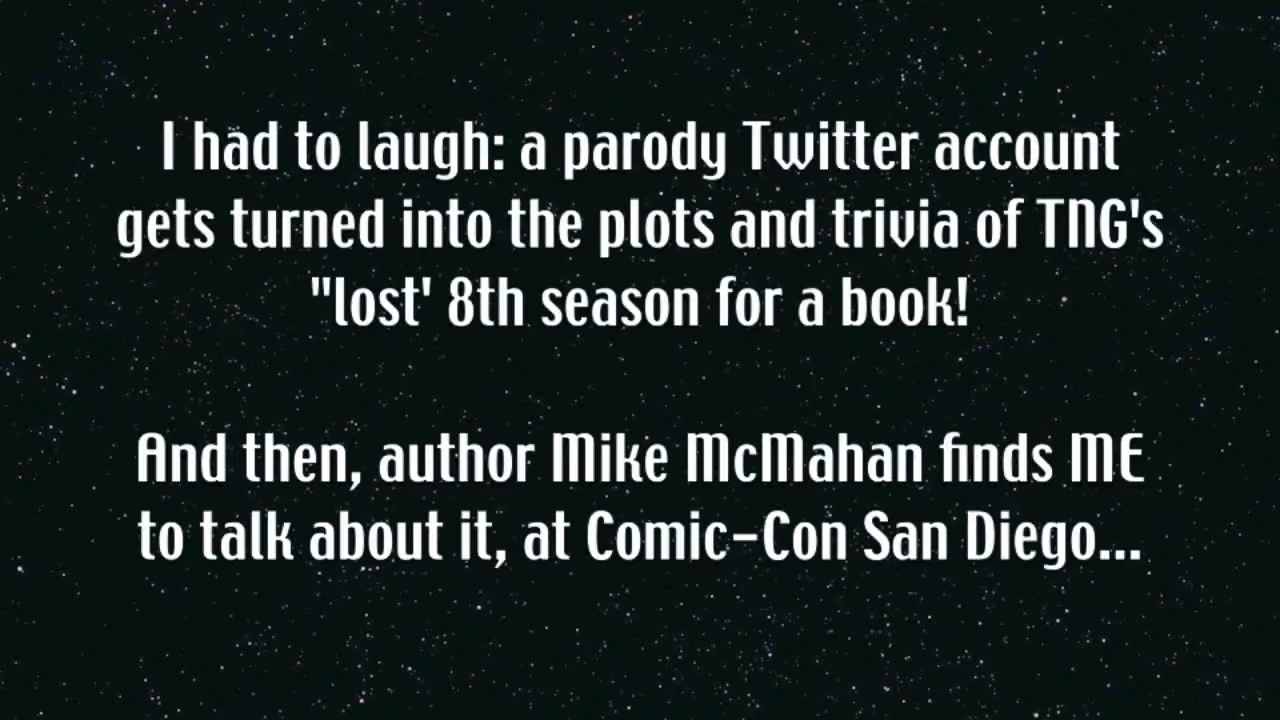 I had to laugh: a parody Twitter account
gets turned into the plots and trivia of TNG's
"lost' 8th season for a book!
And then, author Mike McMahan finds ME
to talk about it, at Comic-Con San Diego...